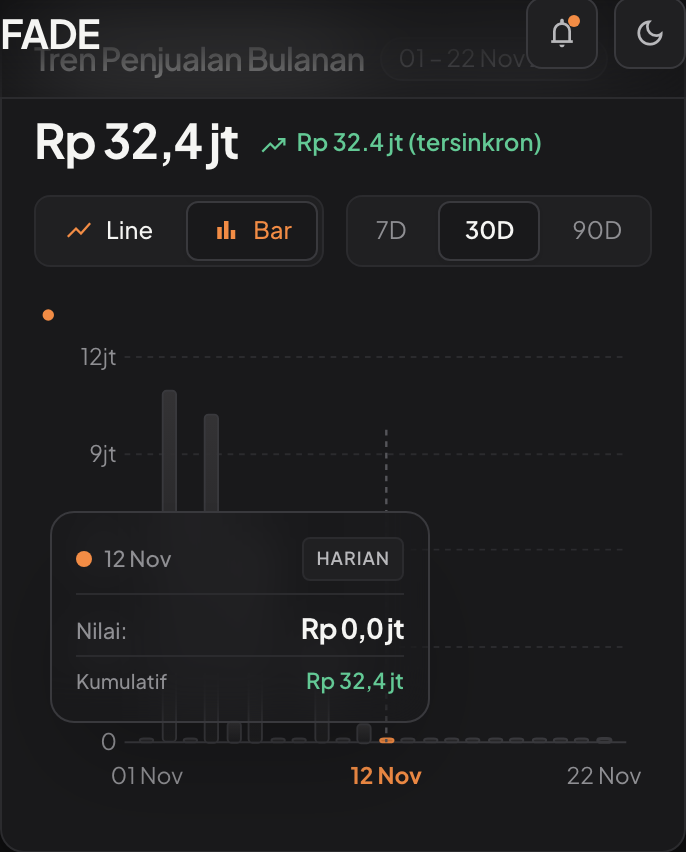 FADE
Tren Penjualan Bulanan 01 – 22 Nov
Rp 32,4 jt Rp 32.4 jt (tersinkron)
Line Bar 7D 30D 90D
12jt
9jt
12 Nov HARIAN
Nilai: Rp 0,0 jt
Kumulatif Rp 32,4 jt
0
01 Nov 12 Nov 22 Nov